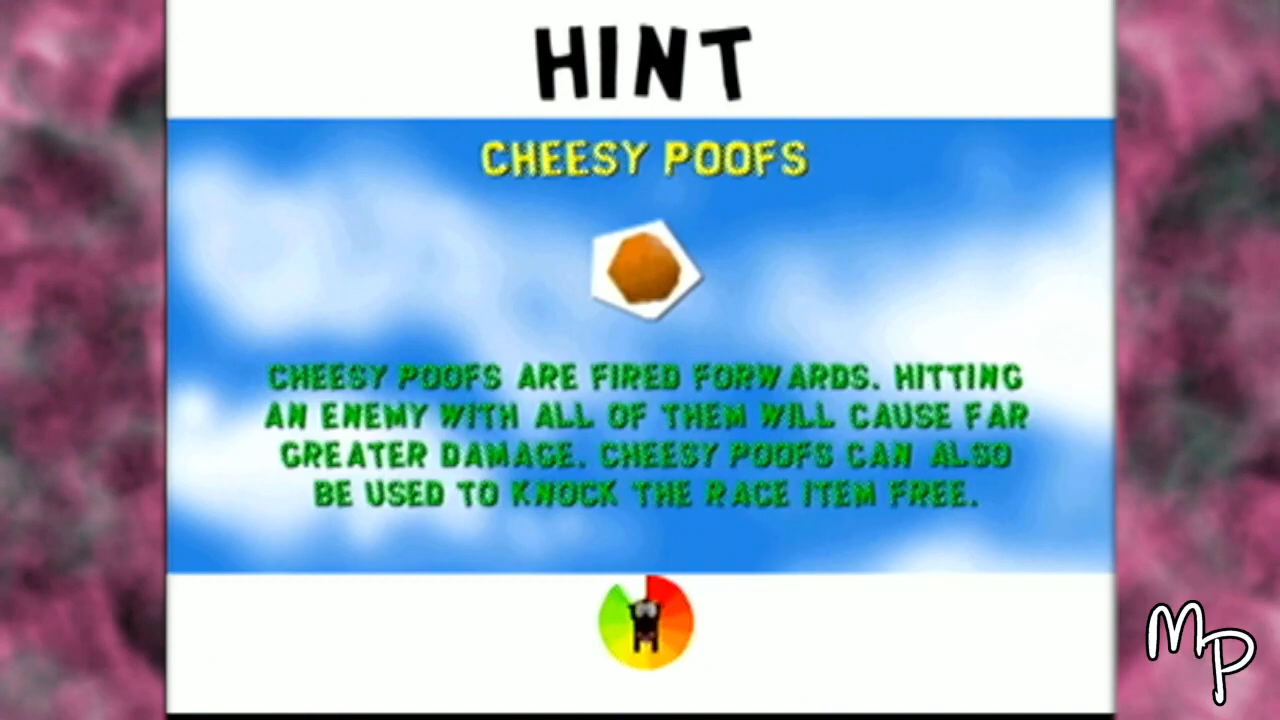 HINT
CHEESY POOFS
CHEESY POOFS ARE FIRED FORWARDS. HITTING
AN ENEMY WITH ALL OF THEM WILL CAUSE FAR
GREATER DAMAGE. CHEESY POOFS CAN ALSO
BE USED TO KNOCK THE RACE ITEM FREE.
MP